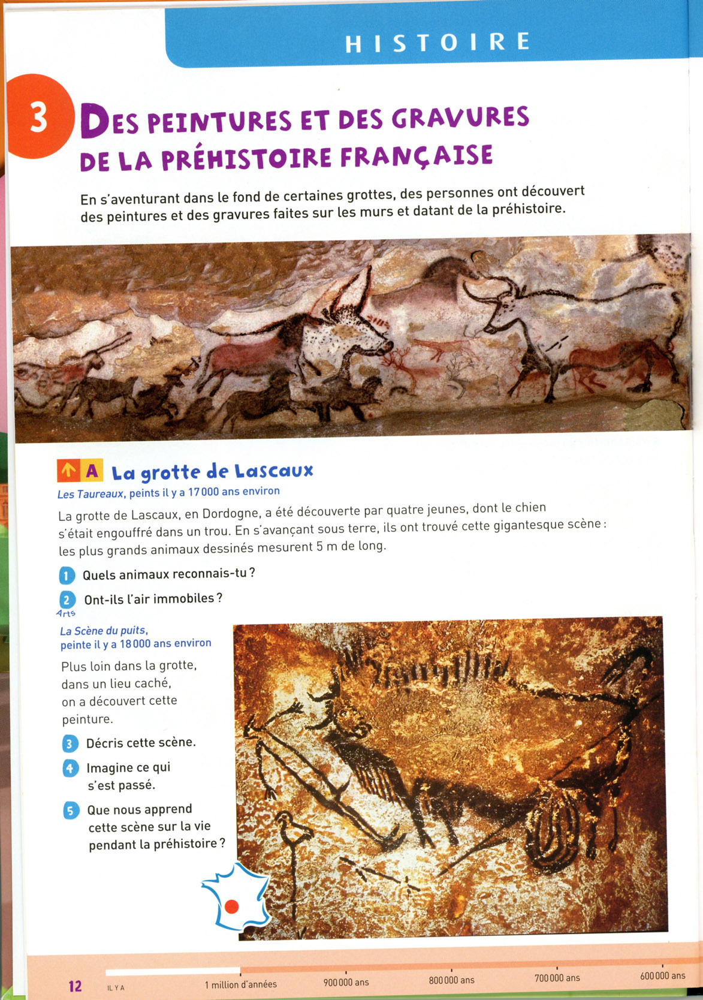 HISTOIRE
3
DES PEINTURES ET DES GRAVURES
DE LA PRÉHISTOIRE FRANÇAISE
En s'aventurant dans le fond de certaines grottes, des personnes ont découvert
des peintures et des gravures faites sur les murs et datant de la préhistoire.
A La grotte de Lascaux
Les Taureaux, peints il y a 17 000 ans environ
La grotte de Lascaux, en Dordogne, a été découverte par quatre jeunes, dont le chien
s'était engouffré dans un trou. En s'avançant sous terre, ils ont trouvé cette gigantesque scène :
les plus grands animaux dessinés mesurent 5 m de long.
1 Quels animaux reconnais-tu ?
2 Ont-ils l'air immobiles ?
Arts
La Scène du puits,
peinte il y a 18 000 ans environ
Plus loin dans la grotte,
dans un lieu caché,
on a découvert cette
peinture.
3 Décris cette scène.
4 Imagine ce qui
s'est passé.
5 Que nous apprend
cette scène sur la vie
pendant la préhistoire ?
12
IL Y A
1 million d'années
900 000 ans
800 000 ans
700 000 ans
600 000 ans